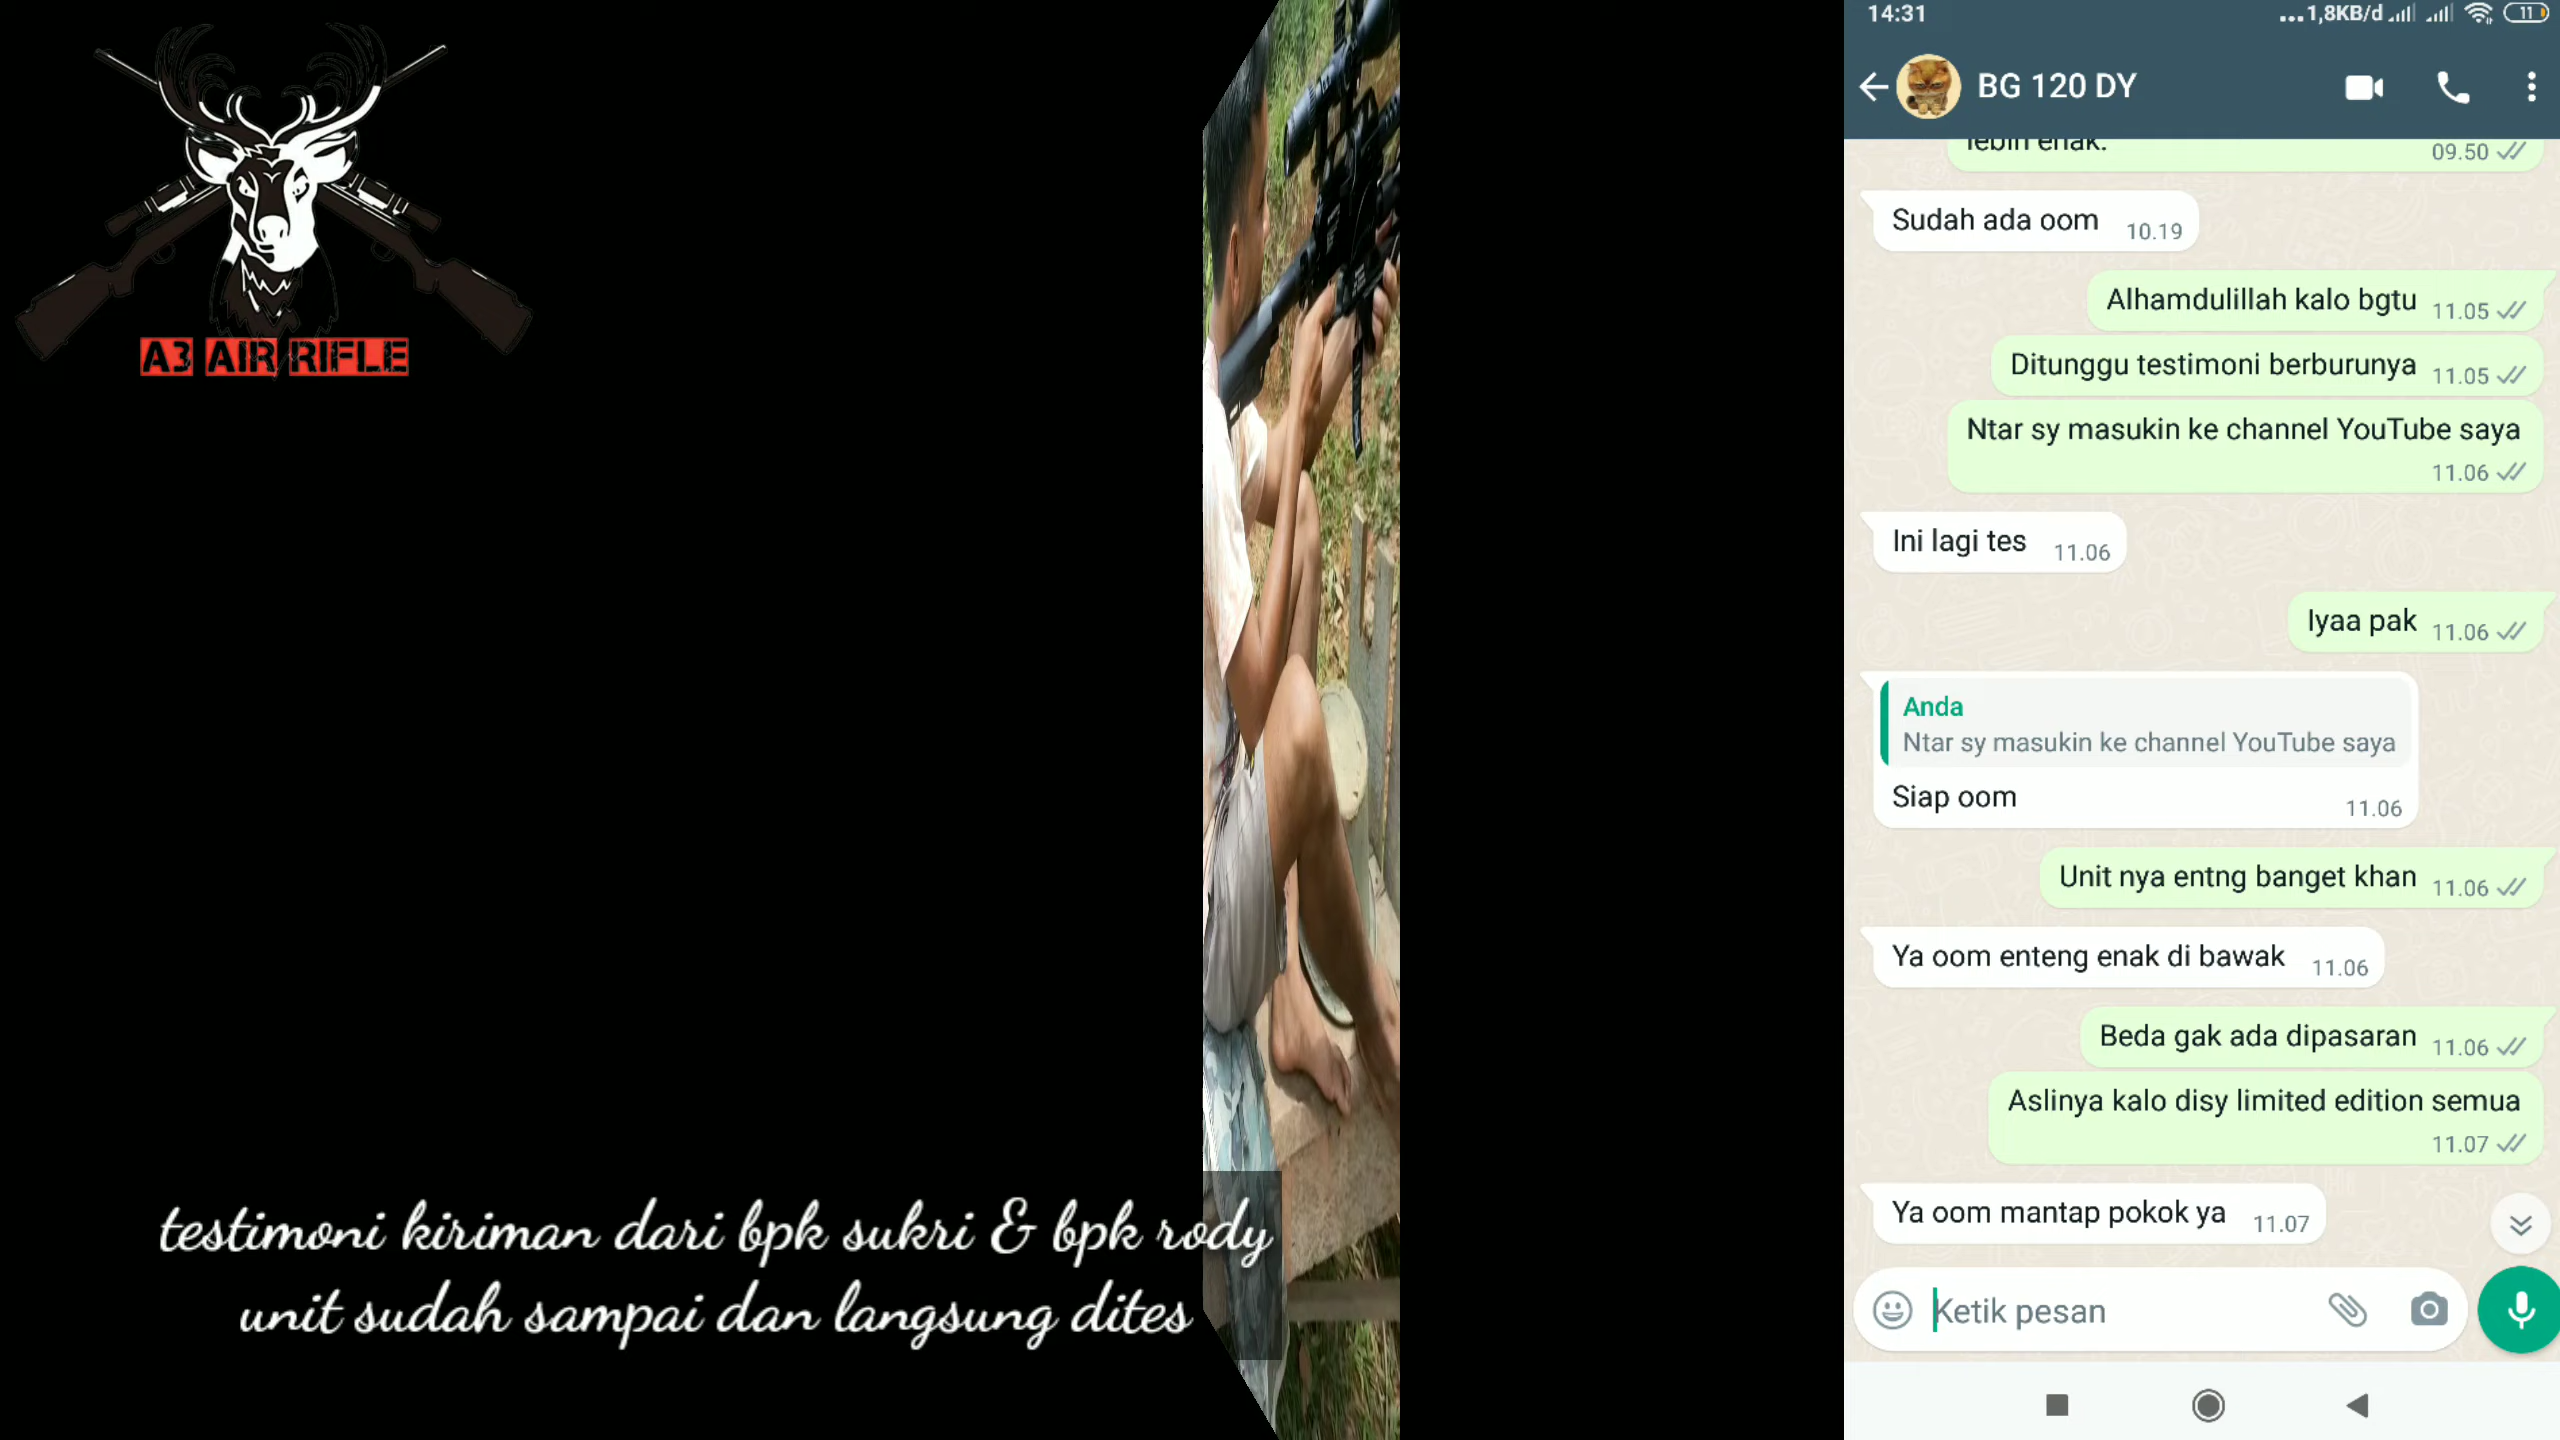 A3 AIR RIFLE
testimoni kiriman dari bpk sukri & bpk rody
unit sudah sampai dan langsung dites
14:31
...1,8KB/d
11
BG 120 DY
lebih enak.
09.50
Sudah ada oom
10.19
Alhamdulillah kalo bgtu
11.05
Ditunggu testimoni berburunya
11.05
Ntar sy masukin ke channel YouTube saya
11.06
Ini lagi tes
11.06
Iyaa pak
11.06
Anda
Ntar sy masukin ke channel YouTube saya
Siap oom
11.06
Unit nya entng banget khan
11.06
Ya oom enteng enak di bawak
11.06
Beda gak ada dipasaran
11.06
Aslinya kalo disy limited edition semua
11.07
Ya oom mantap pokok ya
11.07
Ketik pesan